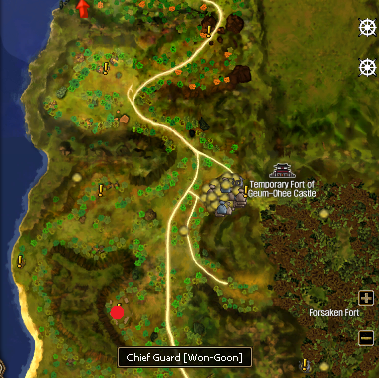 Temporary Fort of
Geum-Ohee Castle
Forsaken Fort
Chief Guard [Won-Goon]